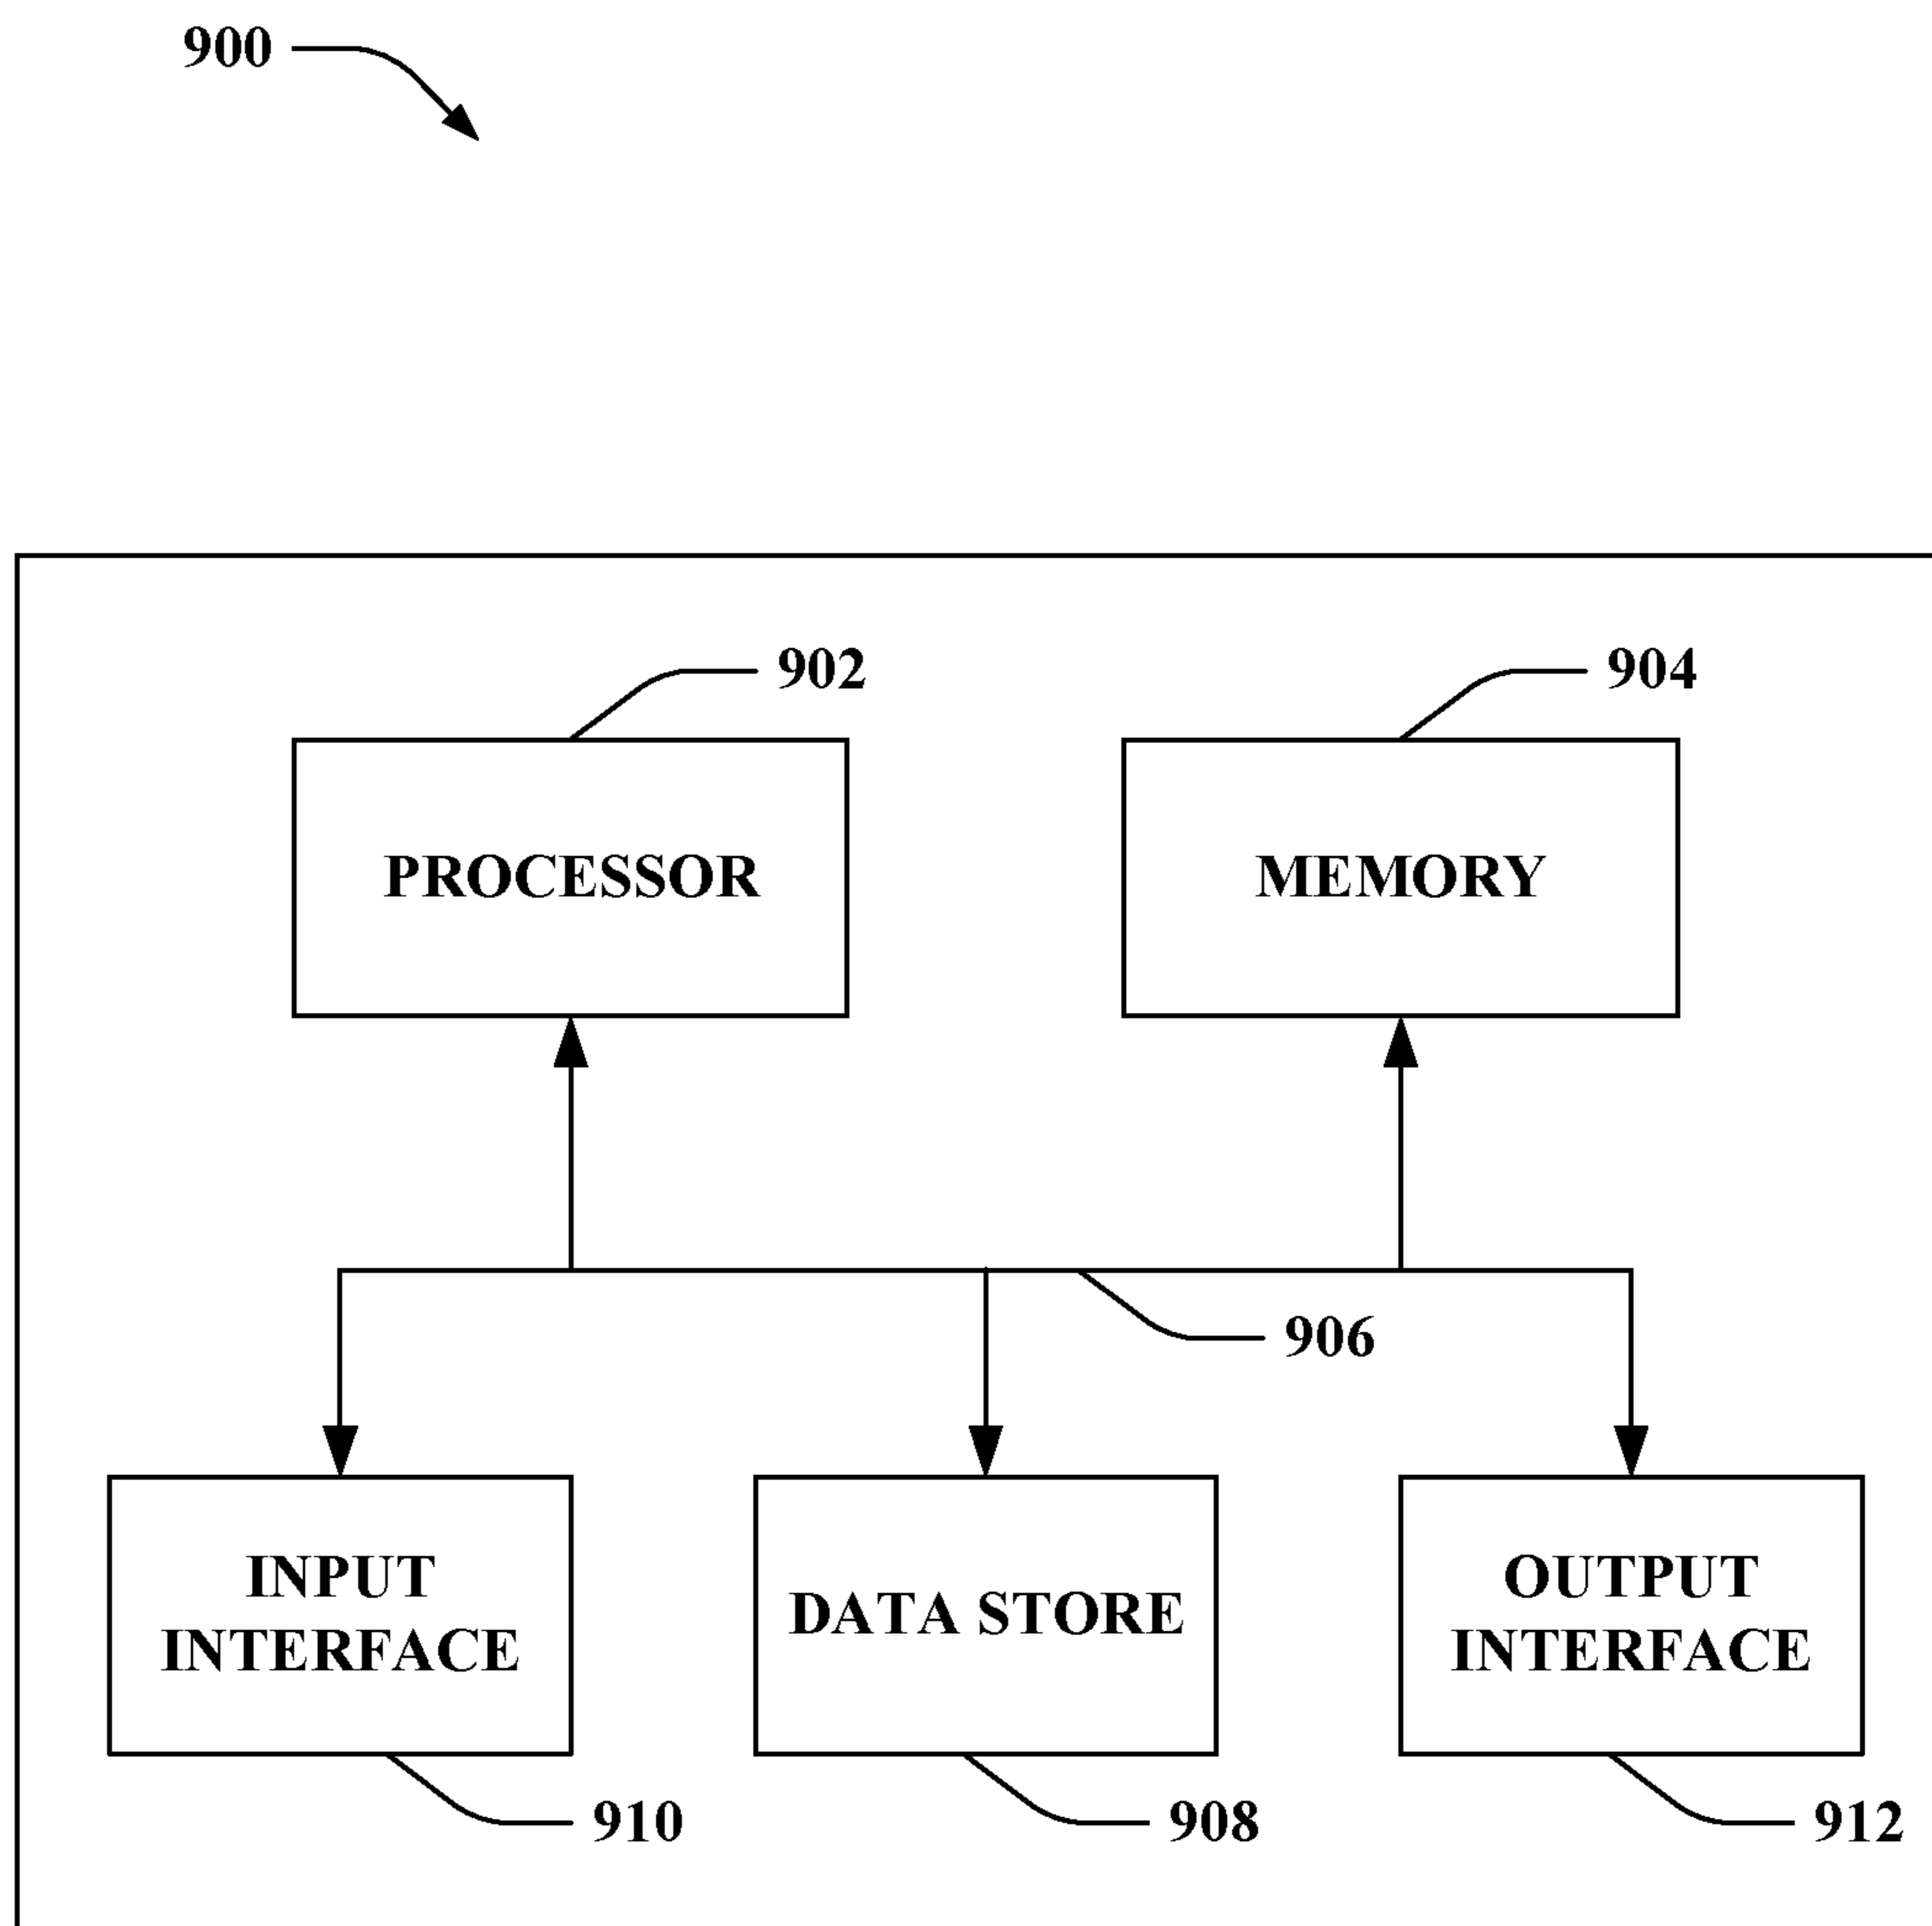 900
902
904
PROCESSOR
MEMORY
906
INPUT
INTERFACE
DATA STORE
OUTPUT
INTERFACE
910
908
912